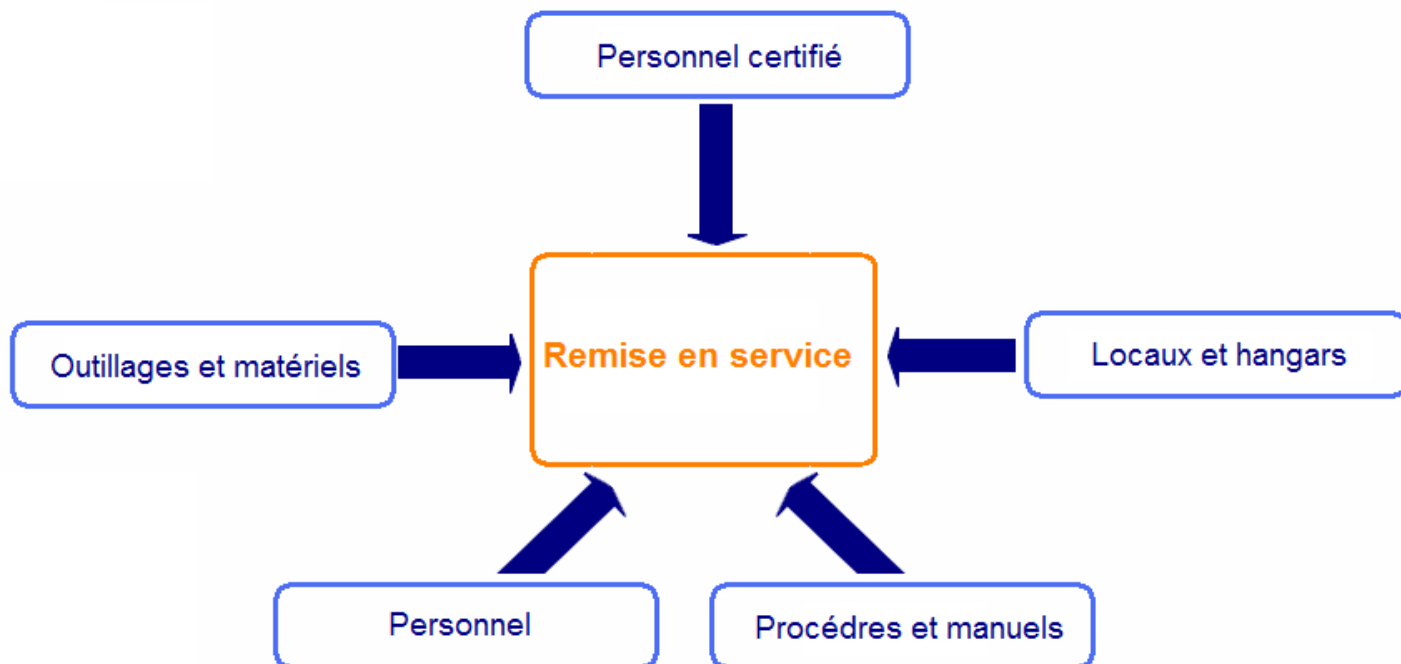 Personnel certifié
Outillages et matériels
Remise en service
Locaux et hangars
Personnel
Procédres et manuels